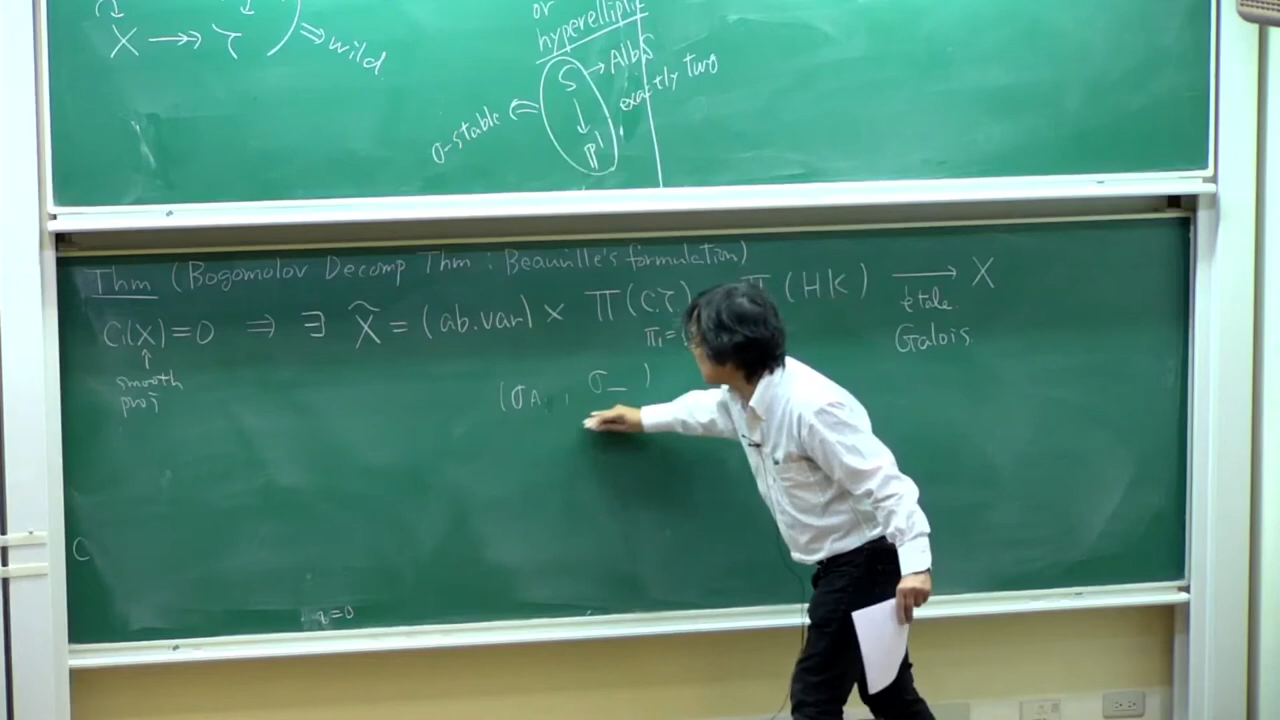 or
hyperelliptic
X →→ τ ) ⇒ wild
S → Alb S
↓ exactly two
σ-stable ⇐
ℙ¹
Thm (Bogomolov Decomp Thm : Beauville's formulation)
C₁(X)=0 ⇒ ∃ X̃ = (ab.var) × Π(C.Y) Π (HK) ⟶ X
étale
Galois
π₁=
↑
smooth
proj
(σ_A , σ_— )
C
q=0